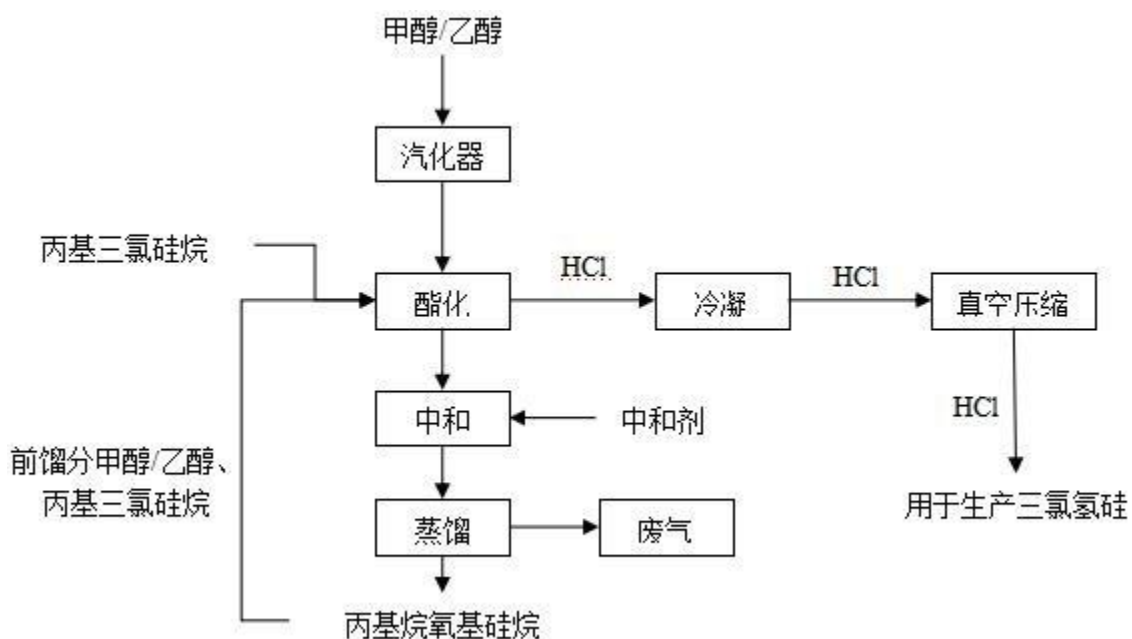 甲醇/乙醇
汽化器
丙基三氯硅烷
酯化
HCl
冷凝
HCl
真空压缩
HCl
中和
中和剂
前馏分甲醇/乙醇、
丙基三氯硅烷
蒸馏
废气
用于生产三氯氢硅
丙基烷氧基硅烷